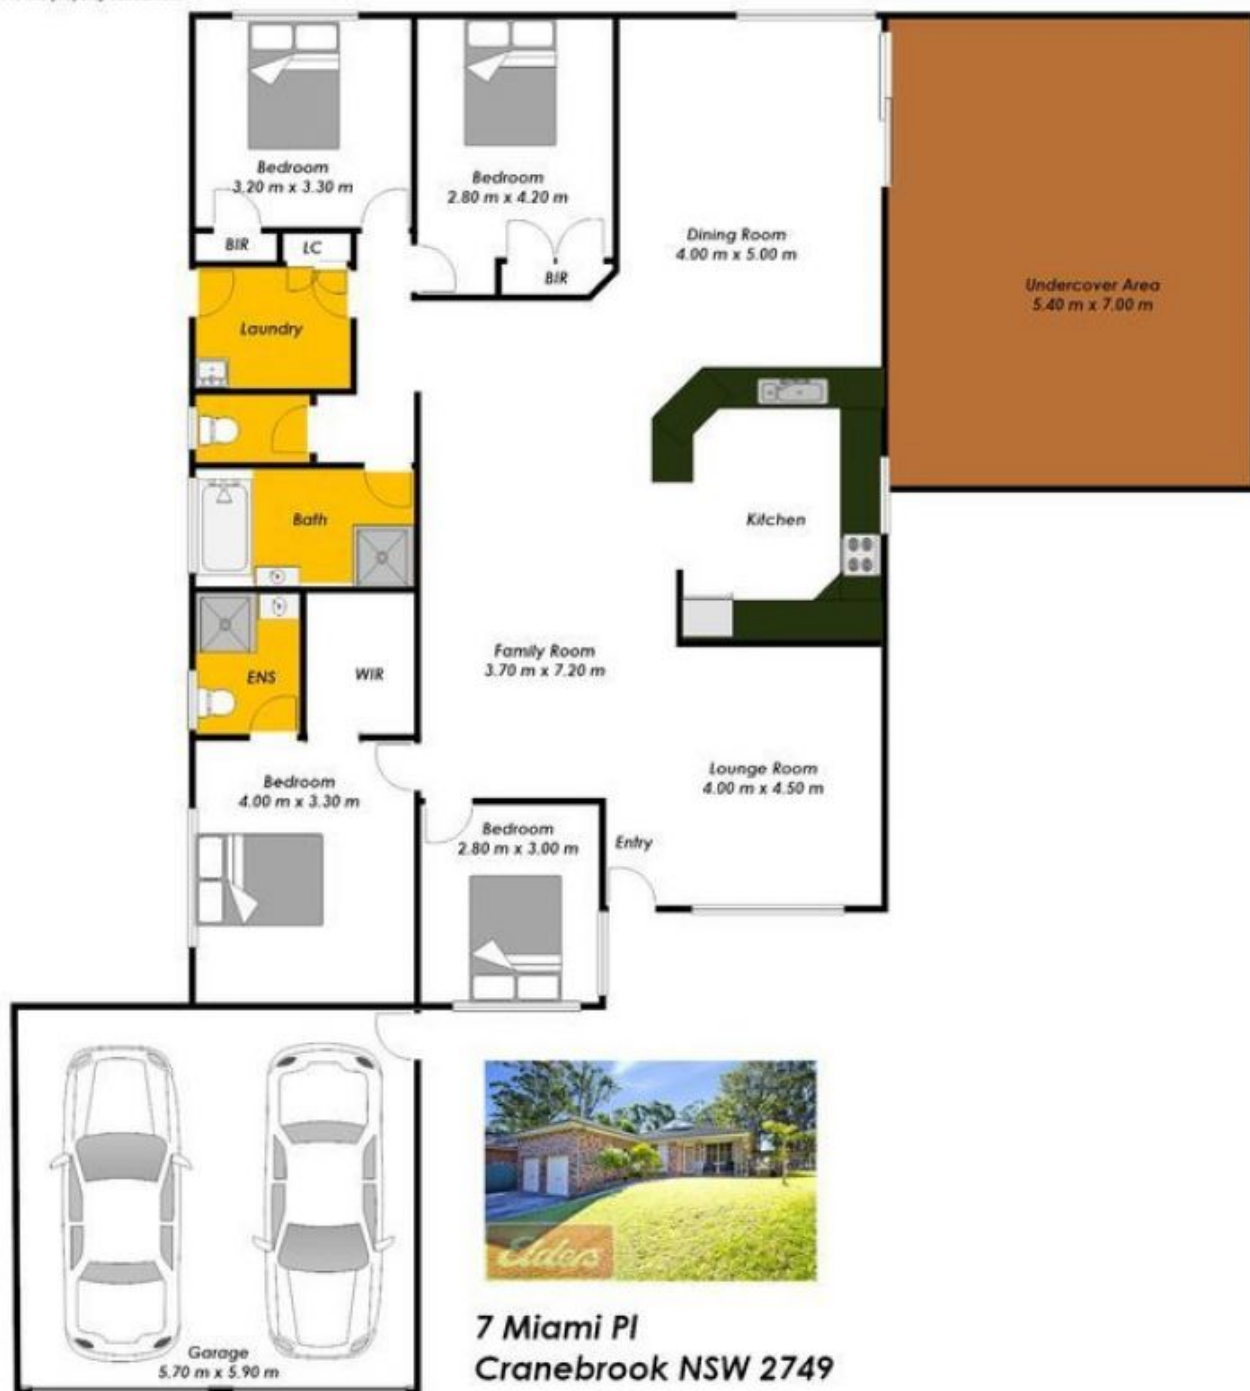 Bedroom
3.20 m x 3.30 m
Bedroom
2.80 m x 4.20 m
BIR
LC
BIR
Dining Room
4.00 m x 5.00 m
Undercover Area
5.40 m x 7.00 m
Laundry
Bath
Kitchen
ENS
WIR
Family Room
3.70 m x 7.20 m
Bedroom
4.00 m x 3.30 m
Lounge Room
4.00 m x 4.50 m
Bedroom
2.80 m x 3.00 m
Entry
Elders
Garage
5.70 m x 5.90 m
7 Miami Pl
Cranebrook NSW 2749